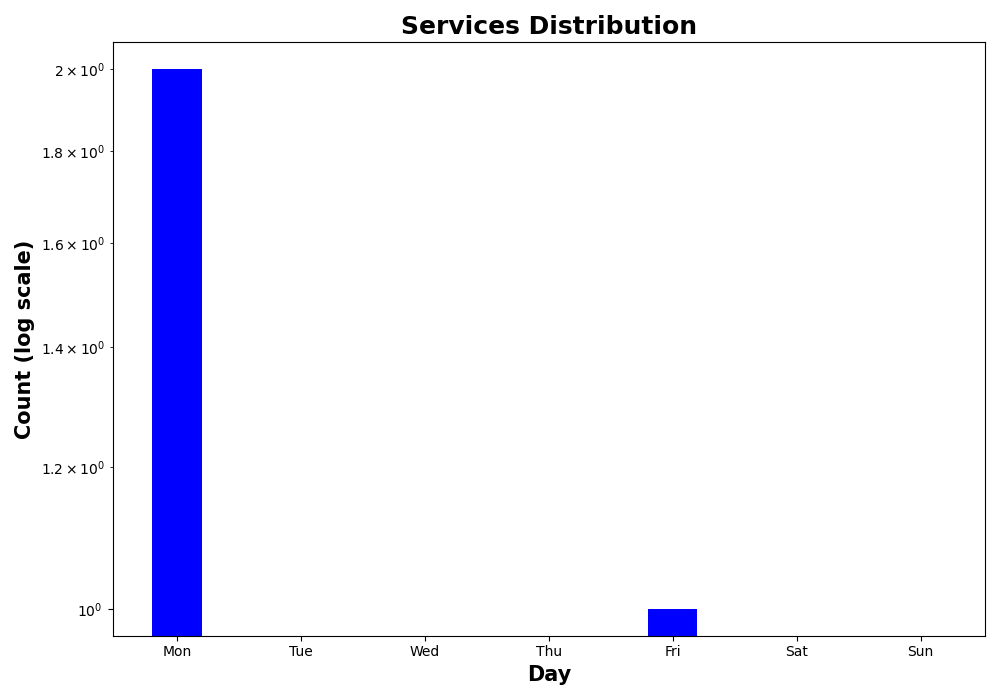 Services Distribution
Count (log scale)
2 × 10⁰
1.8 × 10⁰
1.6 × 10⁰
1.4 × 10⁰
1.2 × 10⁰
10⁰
Mon Tue Wed Thu Fri Sat Sun
Day